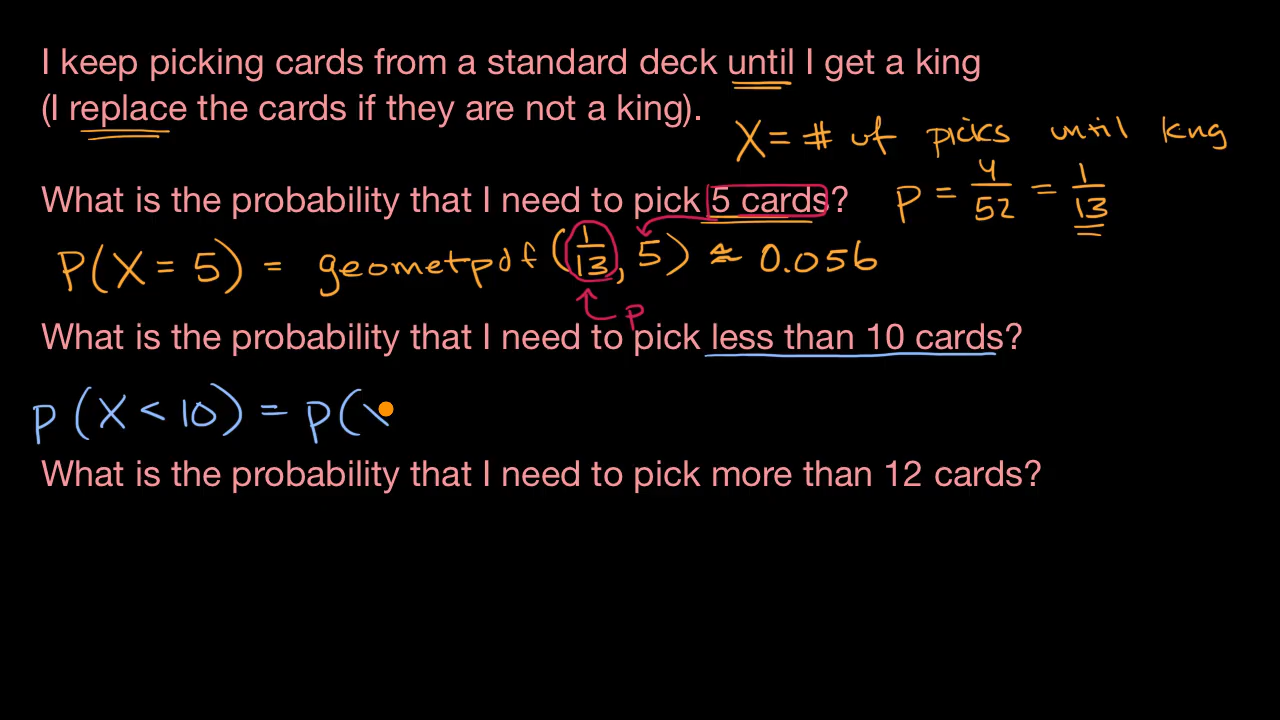 I keep picking cards from a standard deck until I get a king
(I replace the cards if they are not a king).
X = # of picks until kng
What is the probability that I need to pick 5 cards?
P = 4/52 = 1/13
P(X = 5) = geometpdf(1/13, 5) ≈ 0.056
P
What is the probability that I need to pick less than 10 cards?
P(X < 10) = P(
What is the probability that I need to pick more than 12 cards?